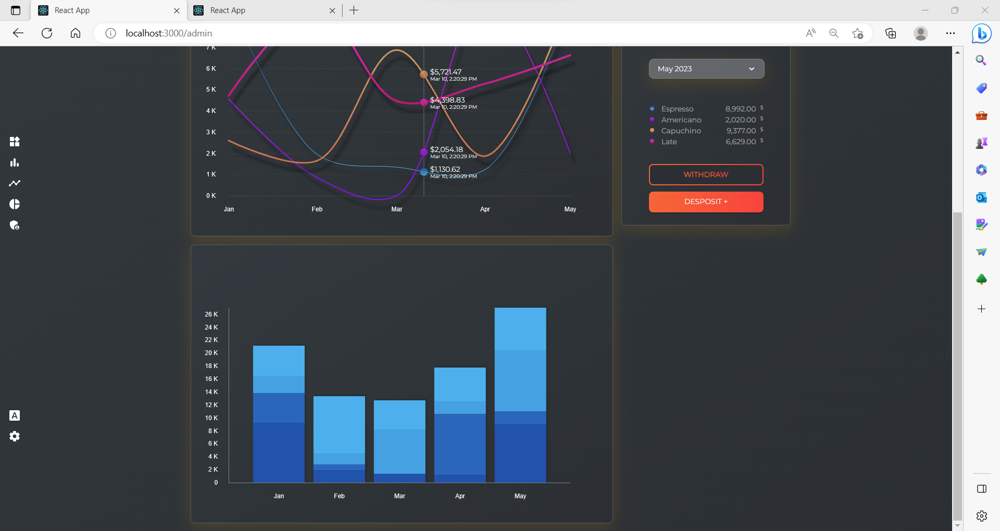 React App
React App
localhost:3000/admin
7 K
6 K
5 K
4 K
3 K
2 K
1 K
0 K
$5,721.47
Mar 10, 2:20:29 PM
$4,398.83
Mar 10, 2:20:29 PM
$2,054.18
Mar 10, 2:20:29 PM
$1,130.62
Mar 10, 2:20:29 PM
Jan Feb Mar Apr May
May 2023
Espresso 8,992.00 $
Americano 2,020.00 $
Capuchino 9,377.00 $
Late 6,629.00 $
WITHDRAW
DESPOSIT +
26 K
24 K
22 K
20 K
18 K
16 K
14 K
12 K
10 K
8 K
6 K
4 K
2 K
0
Jan Feb Mar Apr May
A